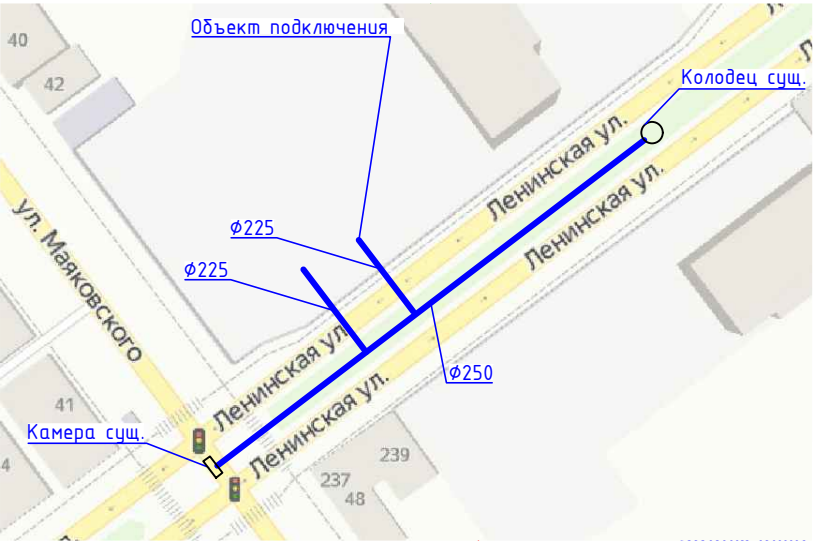 Объект подключения
Колодец сущ.
40
42
Ленинская ул.
Ленинская ул.
ф225
ф225
ул. Маяковского
ф250
Ленинская ул.
Ленинская ул.
41
Камера сущ.
4
239
237
48